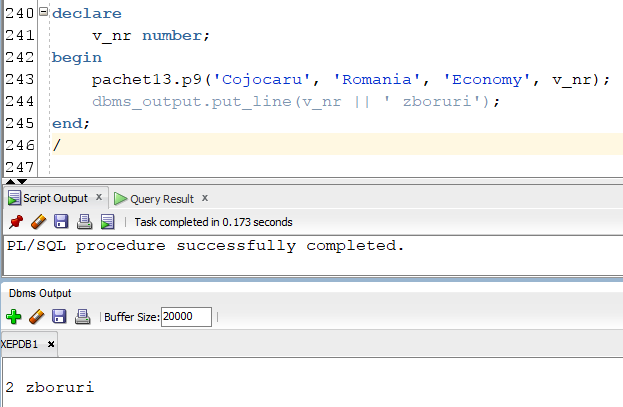 240 declare
241     v_nr number;
242 begin
243     pachet13.p9('Cojocaru', 'Romania', 'Economy', v_nr);
244     dbms_output.put_line(v_nr || ' zboruri');
245 end;
246 /
247
Script Output x Query Result x
Task completed in 0.173 seconds
PL/SQL procedure successfully completed.
Dbms Output
Buffer Size: 20000
XEPDB1 x
2 zboruri